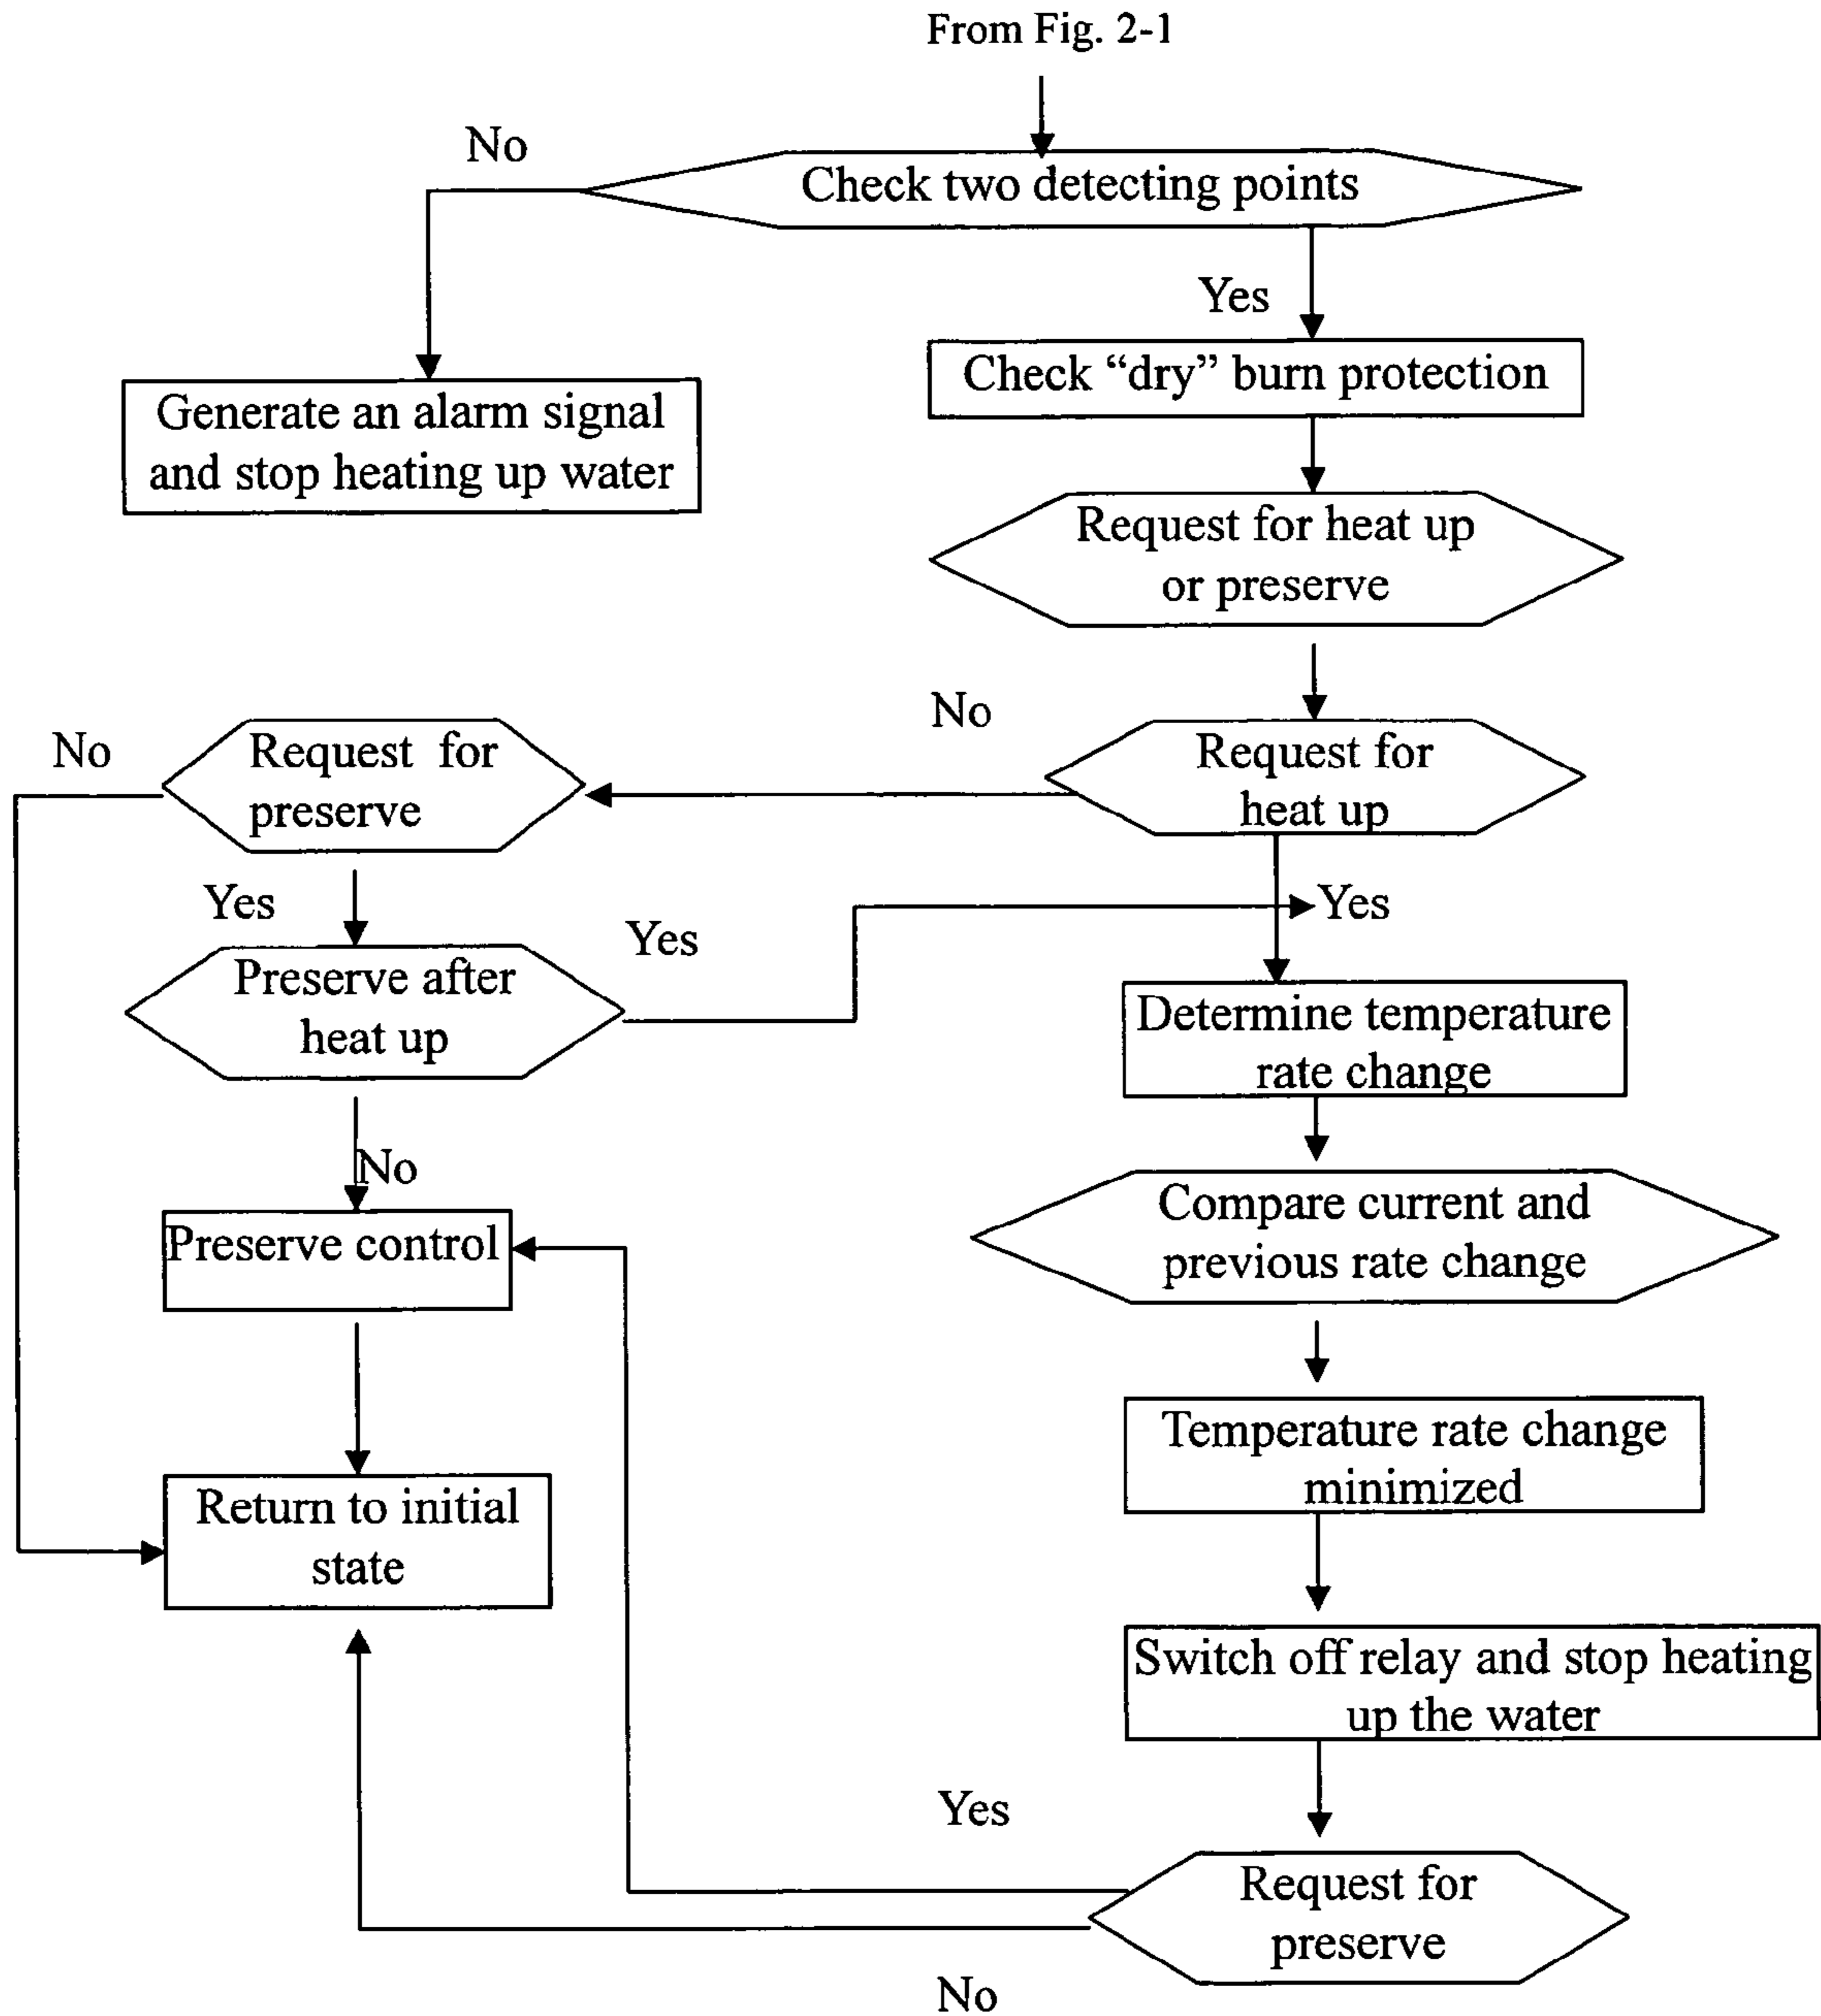 From Fig. 2-1
No
Check two detecting points
Yes
Check “dry” burn protection
Generate an alarm signal
and stop heating up water
Request for heat up
or preserve
No
No
Request for
preserve
Request for
heat up
Yes
Yes
Yes
Preserve after
heat up
Determine temperature
rate change
No
Preserve control
Compare current and
previous rate change
Temperature rate change
minimized
Return to initial
state
Switch off relay and stop heating
up the water
Yes
Request for
preserve
No